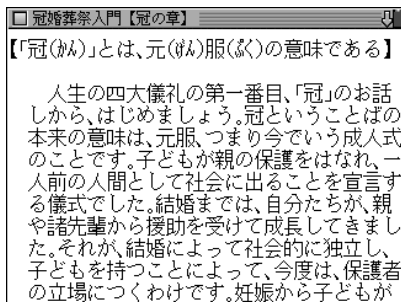 冠婚葬祭入門【冠の章】
【「冠(かん)」とは、元(げん)服(ぷく)の意味である】
人生の四大儀礼の第一番目、「冠」のお話
しから、はじめましょう。冠ということばの
本来の意味は、元服、つまり今でいう成人式
のことです。子どもが親の保護をはなれ、一
人前の人間として社会に出ることを宣言す
る儀式でした。結婚までは、自分たちが、親
や諸先輩から援助を受けて成長してきまし
た。それが、結婚によって社会的に独立し、
子どもを持つことによって、今度は、保護者
の立場につくわけです。妊娠から子どもが